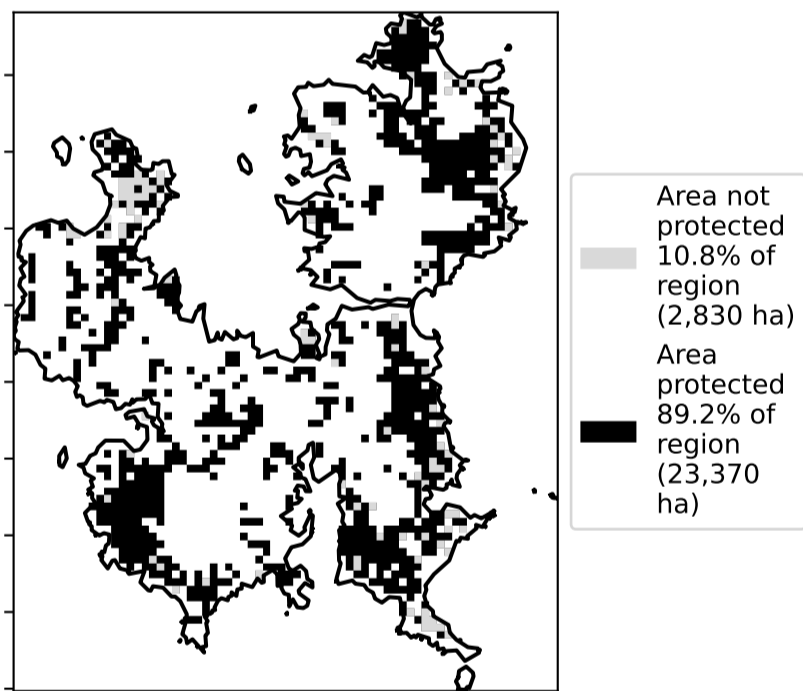 Area not
protected
10.8% of
region
(2,830 ha)
Area
protected
89.2% of
region
(23,370
ha)